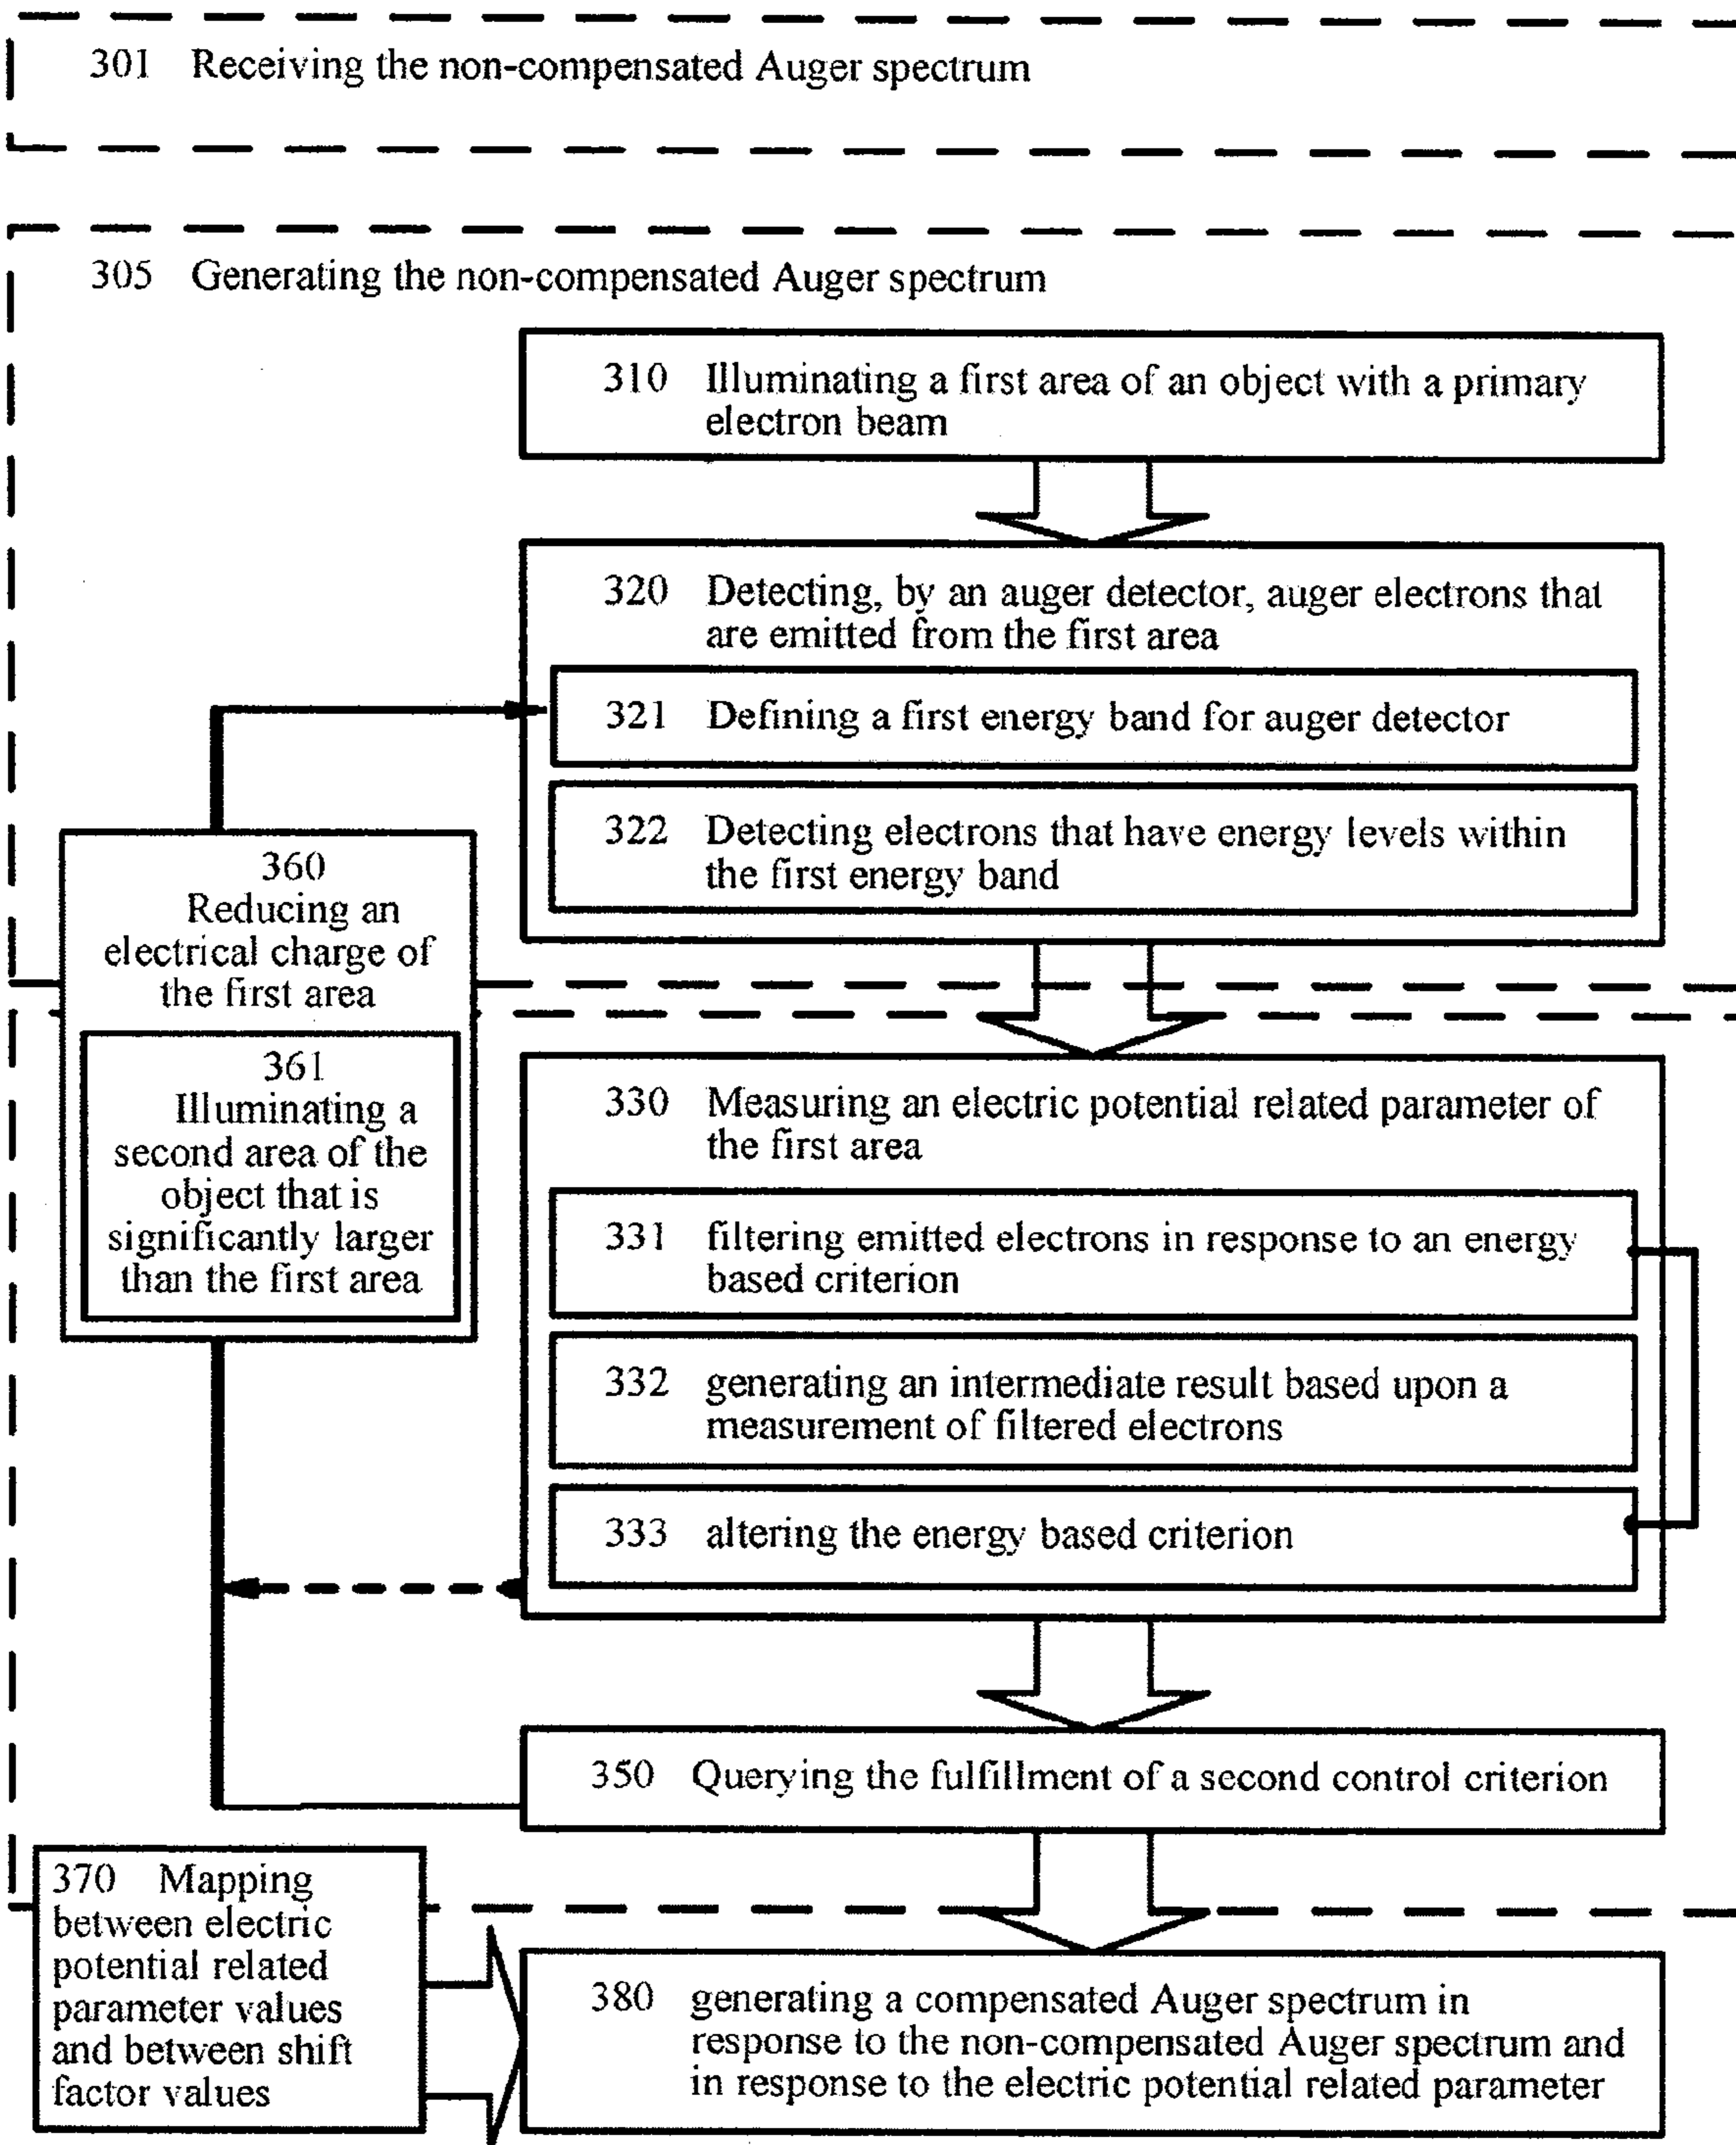 301 Receiving the non-compensated Auger spectrum
305 Generating the non-compensated Auger spectrum
310 Illuminating a first area of an object with a primary
electron beam
320 Detecting, by an auger detector, auger electrons that
are emitted from the first area
321 Defining a first energy band for auger detector
322 Detecting electrons that have energy levels within
the first energy band
360
Reducing an
electrical charge of
the first area
361
Illuminating a
second area of the
object that is
significantly larger
than the first area
330 Measuring an electric potential related parameter of
the first area
331 filtering emitted electrons in response to an energy
based criterion
332 generating an intermediate result based upon a
measurement of filtered electrons
333 altering the energy based criterion
350 Querying the fulfillment of a second control criterion
370 Mapping
between electric
potential related
parameter values
and between shift
factor values
380 generating a compensated Auger spectrum in
response to the non-compensated Auger spectrum and
in response to the electric potential related parameter